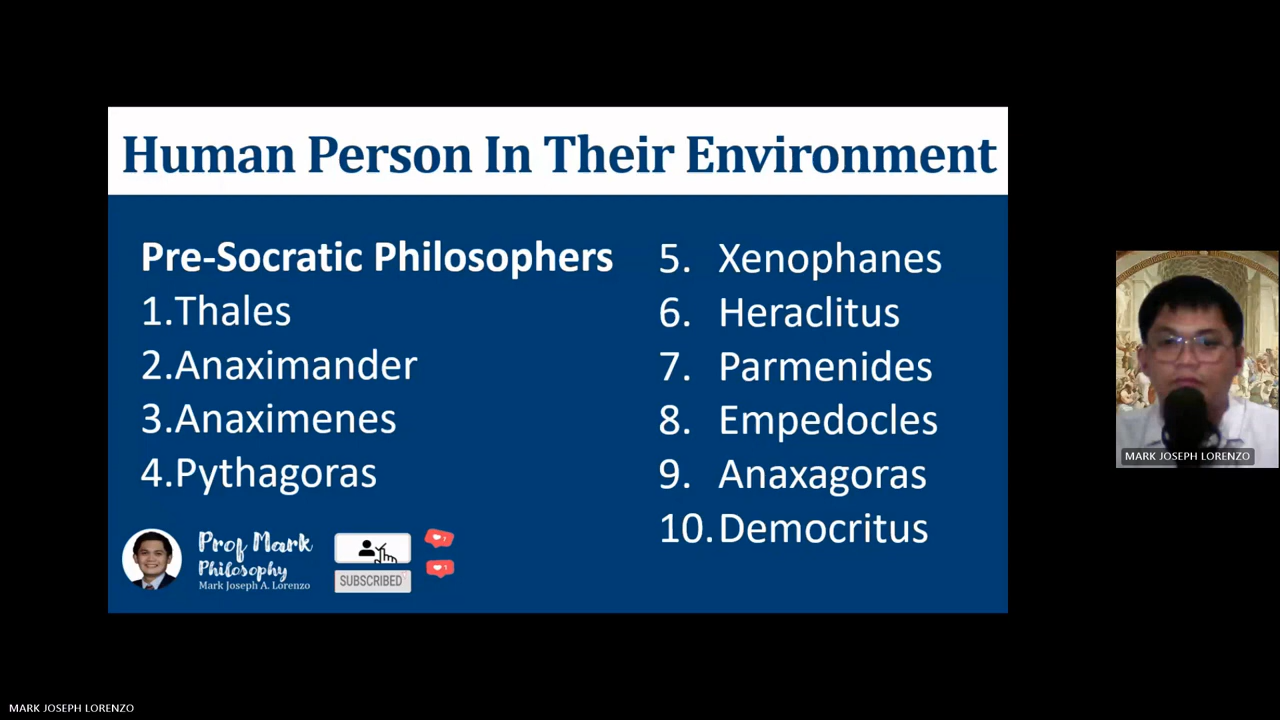 Human Person In Their Environment
Pre-Socratic Philosophers
1.Thales
2.Anaximander
3.Anaximenes
4.Pythagoras
5. Xenophanes
6. Heraclitus
7. Parmenides
8. Empedocles
9. Anaxagoras
10.Democritus
Prof Mark
Philosophy
Mark Joseph A. Lorenzo
SUBSCRIBED
MARK JOSEPH LORENZO
MARK JOSEPH LORENZO